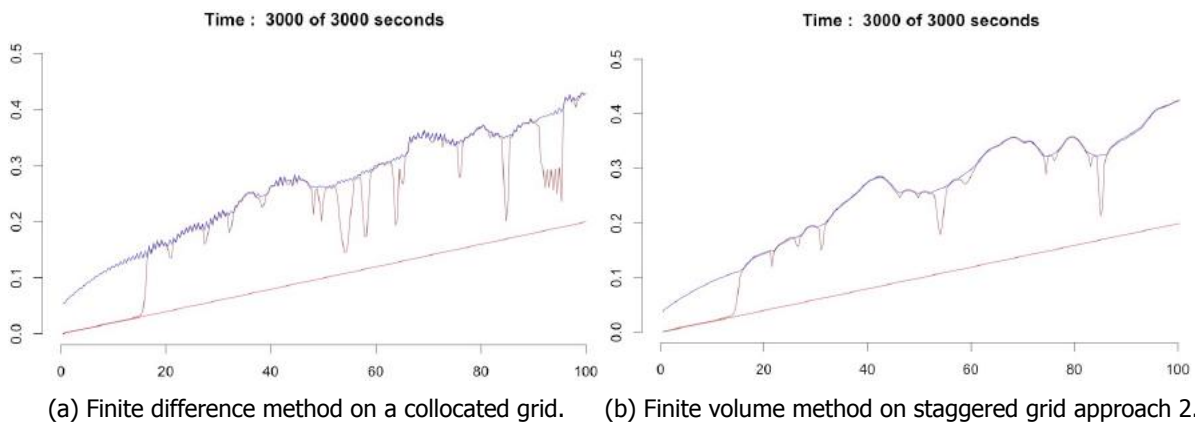 Time : 3000 of 3000 seconds
Time : 3000 of 3000 seconds
0.5
0.4
0.3
0.2
0.1
0.0
0 20 40 60 80 100
0.5
0.4
0.3
0.2
0.1
0.0
0 20 40 60 80 100
(a) Finite difference method on a collocated grid.
(b) Finite volume method on staggered grid approach 2.